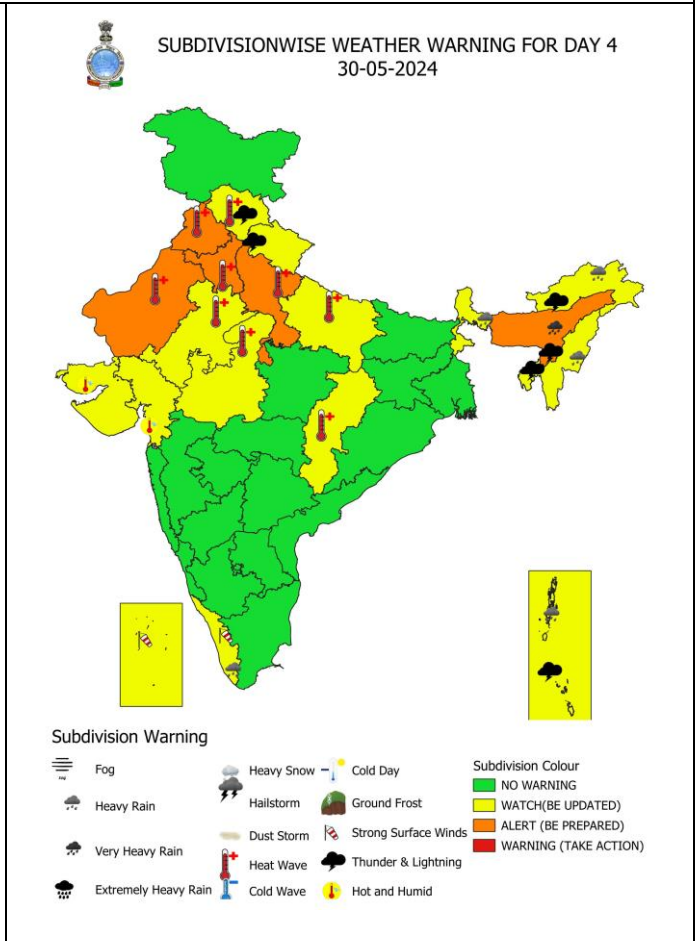 SUBDIVISIONWISE WEATHER WARNING FOR DAY 4
30-05-2024
Subdivision Warning
Fog
Heavy Rain
Very Heavy Rain
Extremely Heavy Rain
Heavy Snow
Hailstorm
Dust Storm
Heat Wave
Cold Wave
Cold Day
Ground Frost
Strong Surface Winds
Thunder & Lightning
Hot and Humid
Subdivision Colour
NO WARNING
WATCH(BE UPDATED)
ALERT (BE PREPARED)
WARNING (TAKE ACTION)